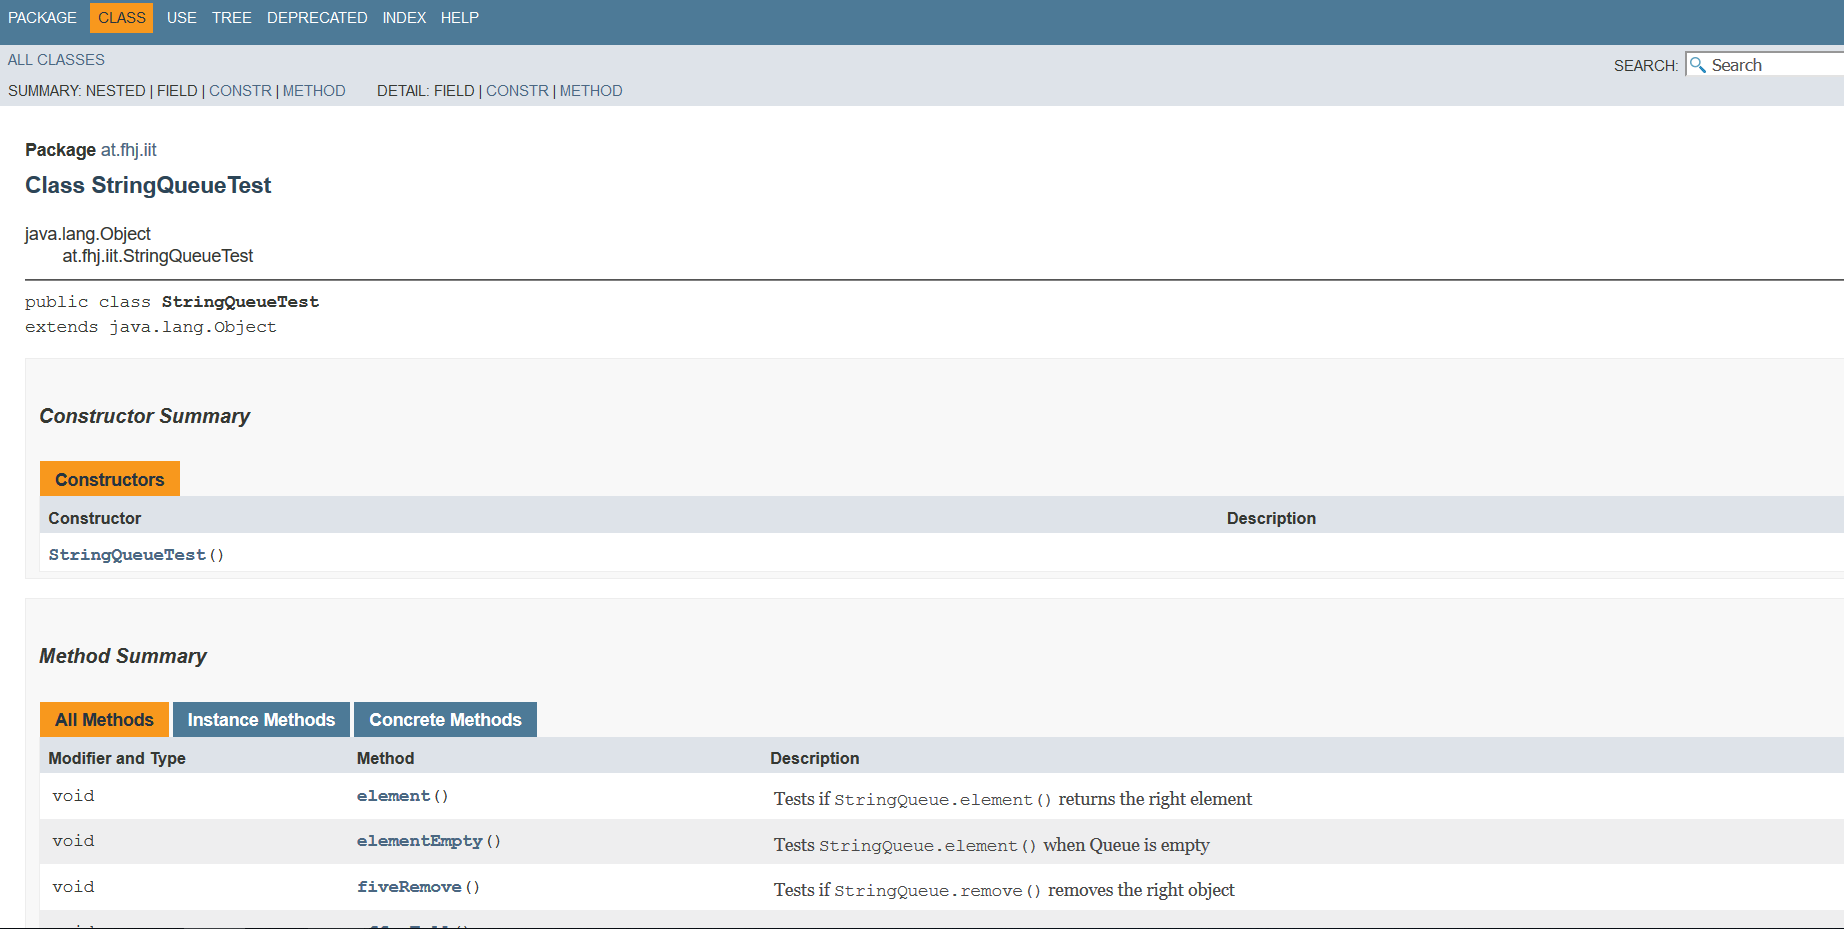 PACKAGE CLASS USE TREE DEPRECATED INDEX HELP
ALL CLASSES
SEARCH: Search
SUMMARY: NESTED | FIELD | CONSTR | METHOD DETAIL: FIELD | CONSTR | METHOD
Package at.fhj.iit
Class StringQueueTest
java.lang.Object
at.fhj.iit.StringQueueTest
public class StringQueueTest
extends java.lang.Object
Constructor Summary
Constructors
Constructor Description
StringQueueTest()
Method Summary
All Methods Instance Methods Concrete Methods
Modifier and Type Method Description
void element() Tests if StringQueue.element() returns the right element
void elementEmpty() Tests StringQueue.element() when Queue is empty
void fiveRemove() Tests if StringQueue.remove() removes the right object